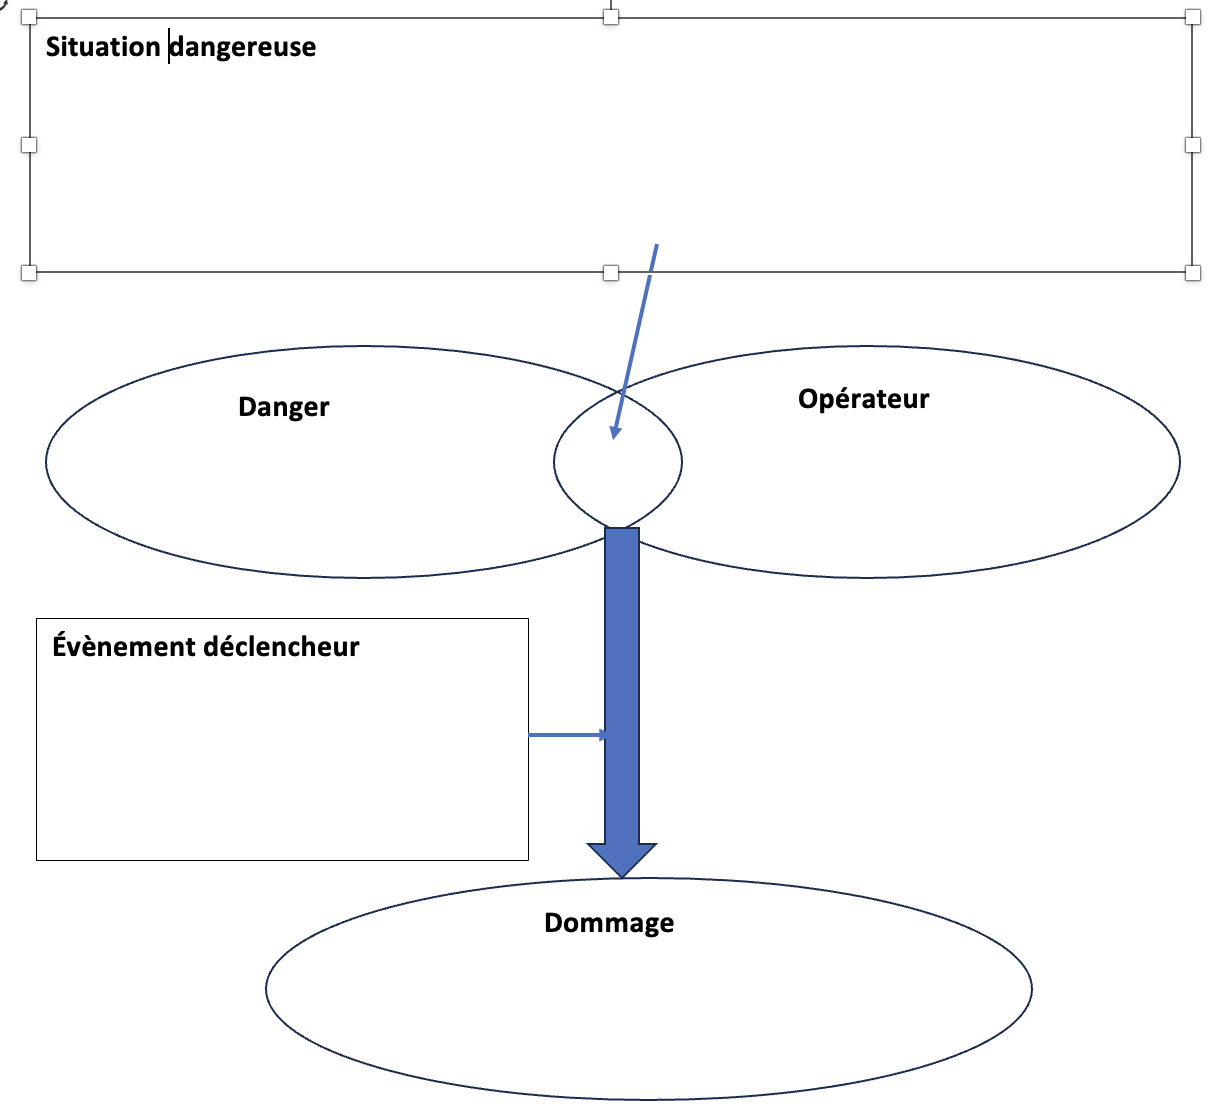 Situation dangereuse
Danger
Opérateur
Évènement déclencheur
Dommage